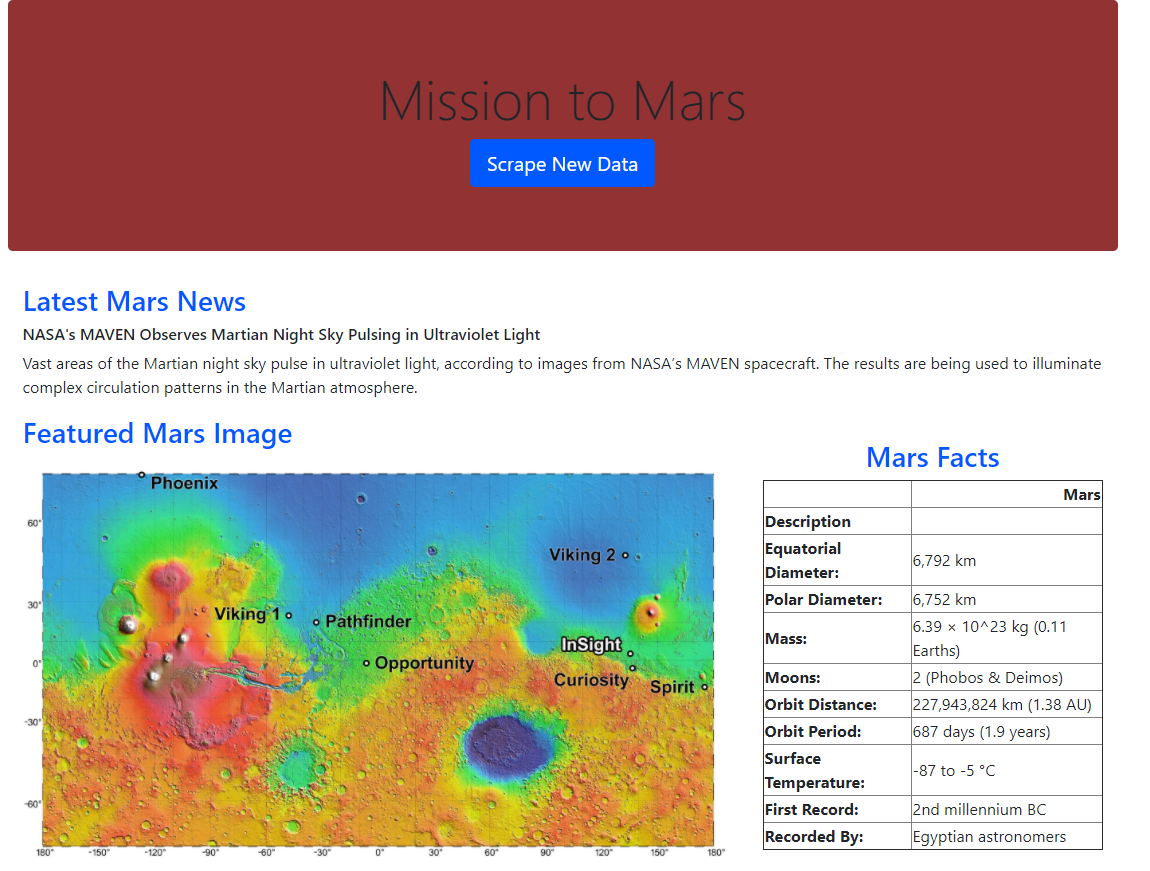 Mission to Mars
Scrape New Data
Latest Mars News
NASA's MAVEN Observes Martian Night Sky Pulsing in Ultraviolet Light
Vast areas of the Martian night sky pulse in ultraviolet light, according to images from NASA’s MAVEN spacecraft. The results are being used to illuminate
complex circulation patterns in the Martian atmosphere.
Featured Mars Image
Phoenix
60°
Viking 2
30°
Viking 1
Pathfinder
InSight
0°
Opportunity
Curiosity
Spirit
-30°
-60°
180° -150° -120° -90° -60° -30° 0° 30° 60° 90° 120° 150° 180°
Mars Facts
Mars
Description
Equatorial
Diameter:
6,792 km
Polar Diameter: 6,752 km
Mass:
6.39 × 10^23 kg (0.11
Earths)
Moons: 2 (Phobos & Deimos)
Orbit Distance: 227,943,824 km (1.38 AU)
Orbit Period: 687 days (1.9 years)
Surface
Temperature:
-87 to -5 °C
First Record: 2nd millennium BC
Recorded By: Egyptian astronomers